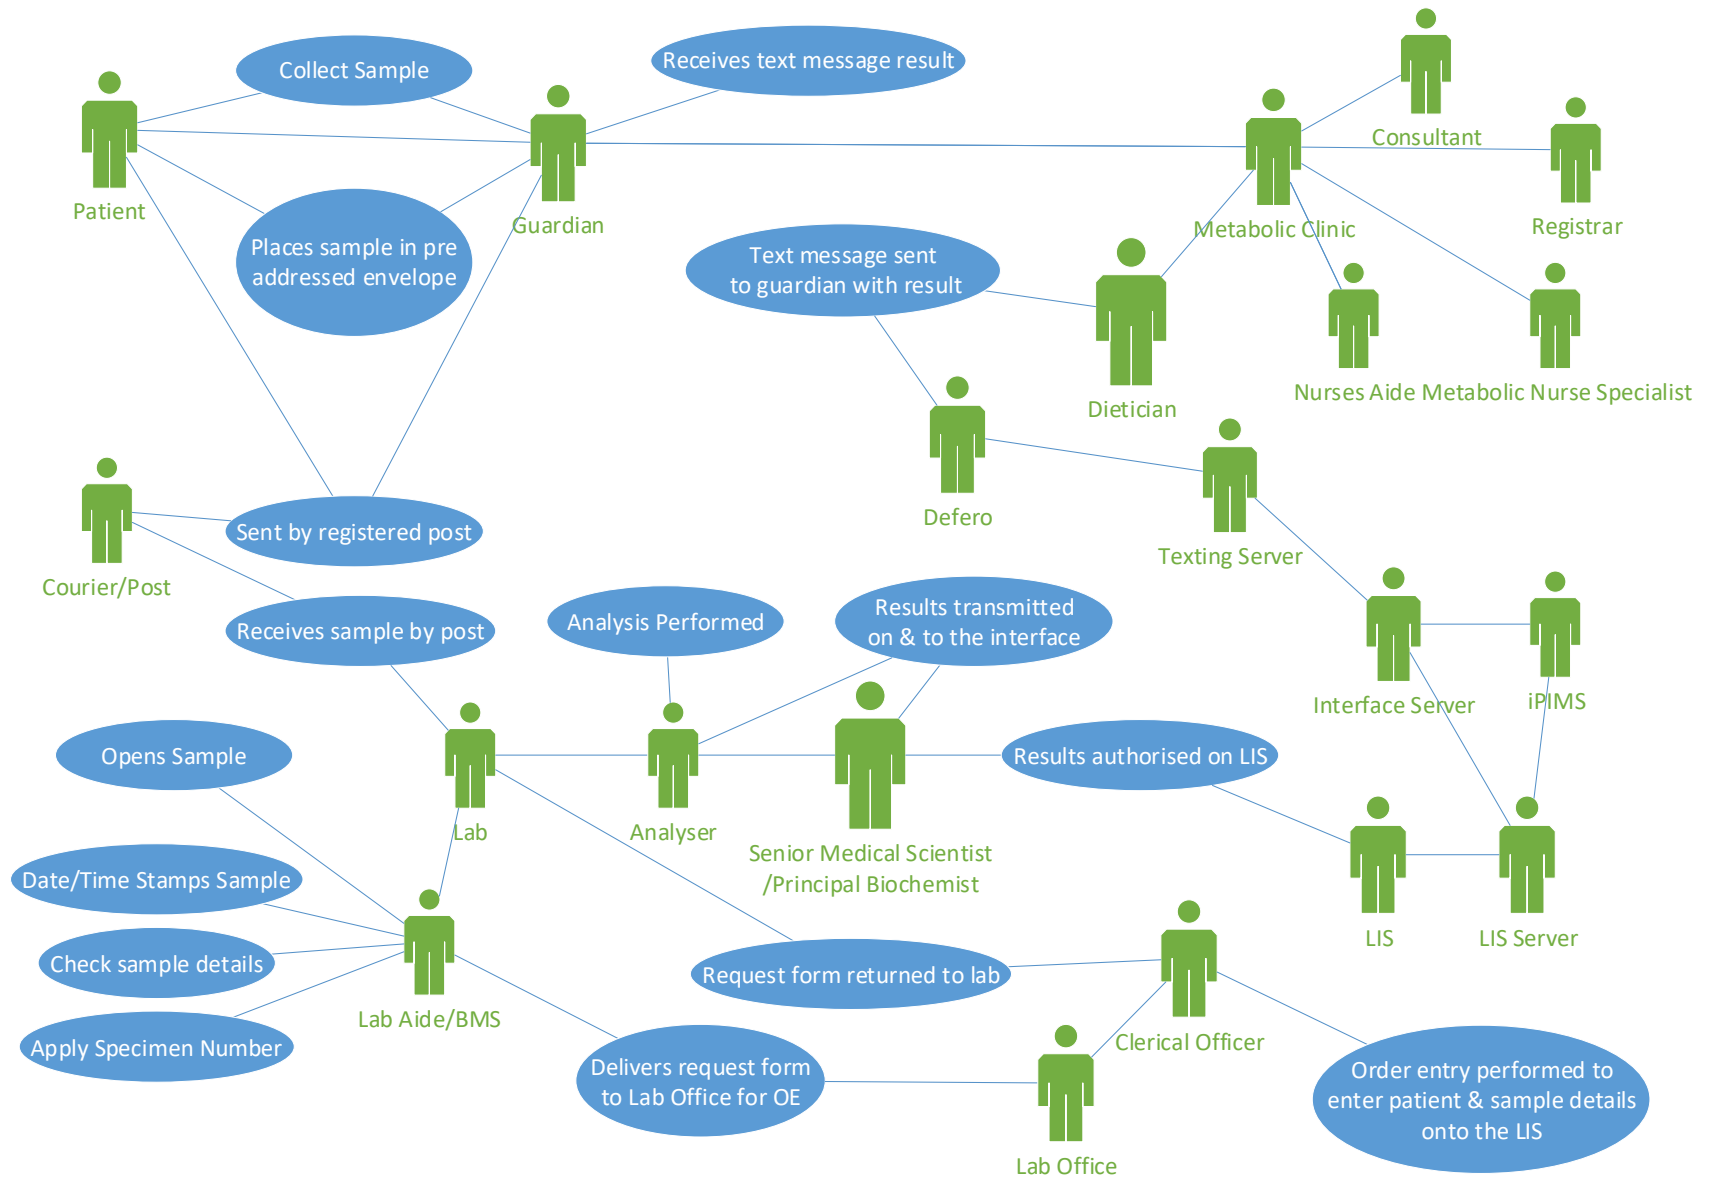 Collect Sample
Receives text message result
Consultant
Patient
Guardian
Metabolic Clinic
Registrar
Places sample in pre
addressed envelope
Text message sent
to guardian with result
Dietician
Nurses Aide
Metabolic Nurse Specialist
Defero
Sent by registered post
Texting Server
Courier/Post
Receives sample by post
Analysis Performed
Results transmitted
on & to the interface
Interface Server
iPIMS
Opens Sample
Results authorised on LIS
Lab
Analyser
Senior Medical Scientist
/Principal Biochemist
Date/Time Stamps Sample
LIS
LIS Server
Check sample details
Request form returned to lab
Lab Aide/BMS
Apply Specimen Number
Clerical Officer
Delivers request form
to Lab Office for OE
Order entry performed to
enter patient & sample details
onto the LIS
Lab Office